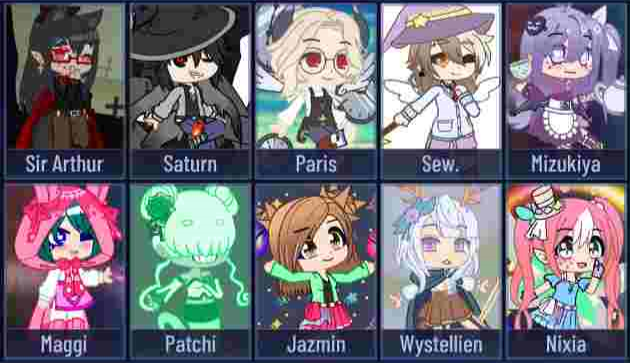 Sir Arthur
Saturn
Paris
Sew.
Mizukiya
Maggi
Patchi
Jazmin
Wystellien
Nixia